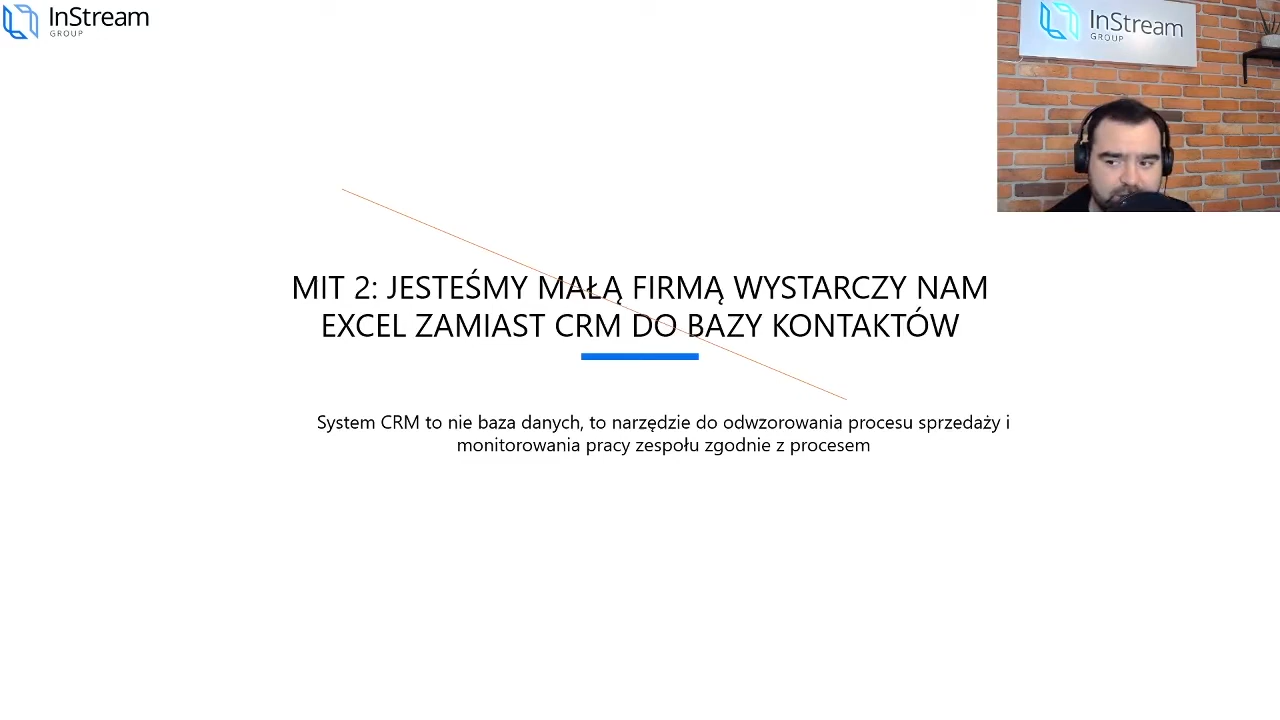 InStream
GROUP
InStream
GROUP
MIT 2: JESTEŚMY MAŁĄ FIRMĄ WYSTARCZY NAM
EXCEL ZAMIAST CRM DO BAZY KONTAKTÓW
System CRM to nie baza danych, to narzędzie do odwzorowania procesu sprzedaży i
monitorowania pracy zespołu zgodnie z procesem